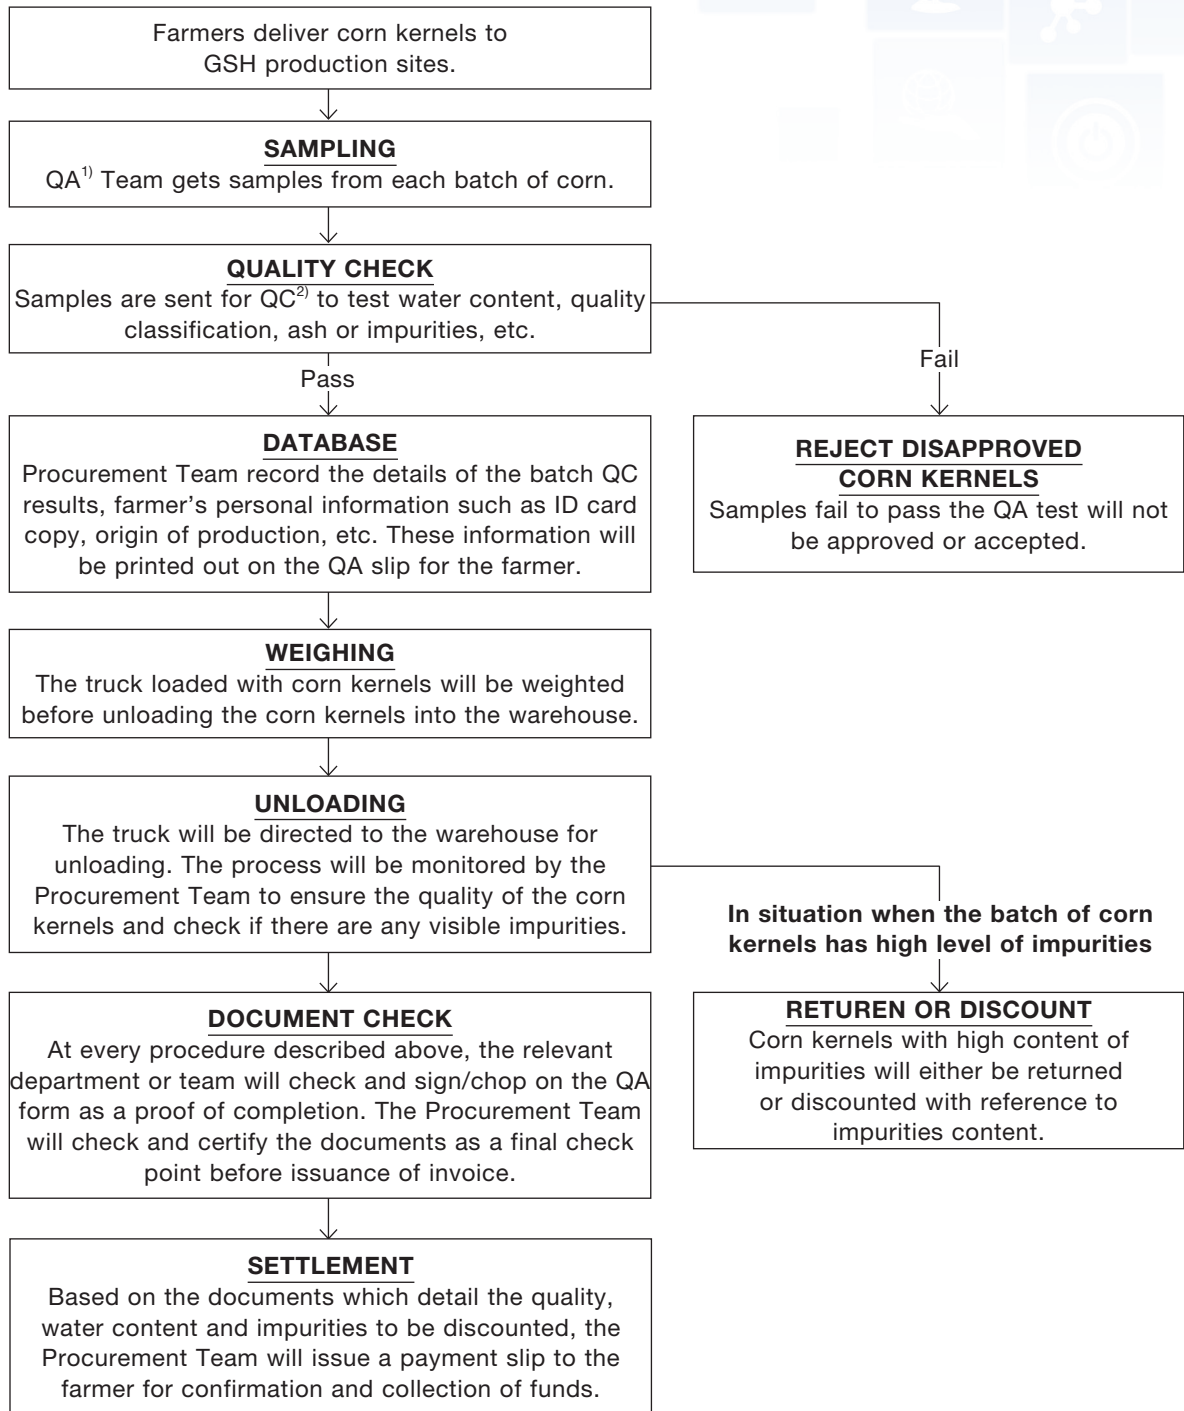 Farmers deliver corn kernels to
GSH production sites.
SAMPLING
QA1) Team gets samples from each batch of corn.
QUALITY CHECK
Samples are sent for QC2) to test water content, quality
classification, ash or impurities, etc.
Pass
Fail
DATABASE
Procurement Team record the details of the batch QC
results, farmer's personal information such as ID card
copy, origin of production, etc. These information will
be printed out on the QA slip for the farmer.
REJECT DISAPPROVED
CORN KERNELS
Samples fail to pass the QA test will not
be approved or accepted.
WEIGHING
The truck loaded with corn kernels will be weighted
before unloading the corn kernels into the warehouse.
UNLOADING
The truck will be directed to the warehouse for
unloading. The process will be monitored by the
Procurement Team to ensure the quality of the corn
kernels and check if there are any visible impurities.
In situation when the batch of corn
kernels has high level of impurities
DOCUMENT CHECK
At every procedure described above, the relevant
department or team will check and sign/chop on the QA
form as a proof of completion. The Procurement Team
will check and certify the documents as a final check
point before issuance of invoice.
RETUREN OR DISCOUNT
Corn kernels with high content of
impurities will either be returned
or discounted with reference to
impurities content.
SETTLEMENT
Based on the documents which detail the quality,
water content and impurities to be discounted, the
Procurement Team will issue a payment slip to the
farmer for confirmation and collection of funds.